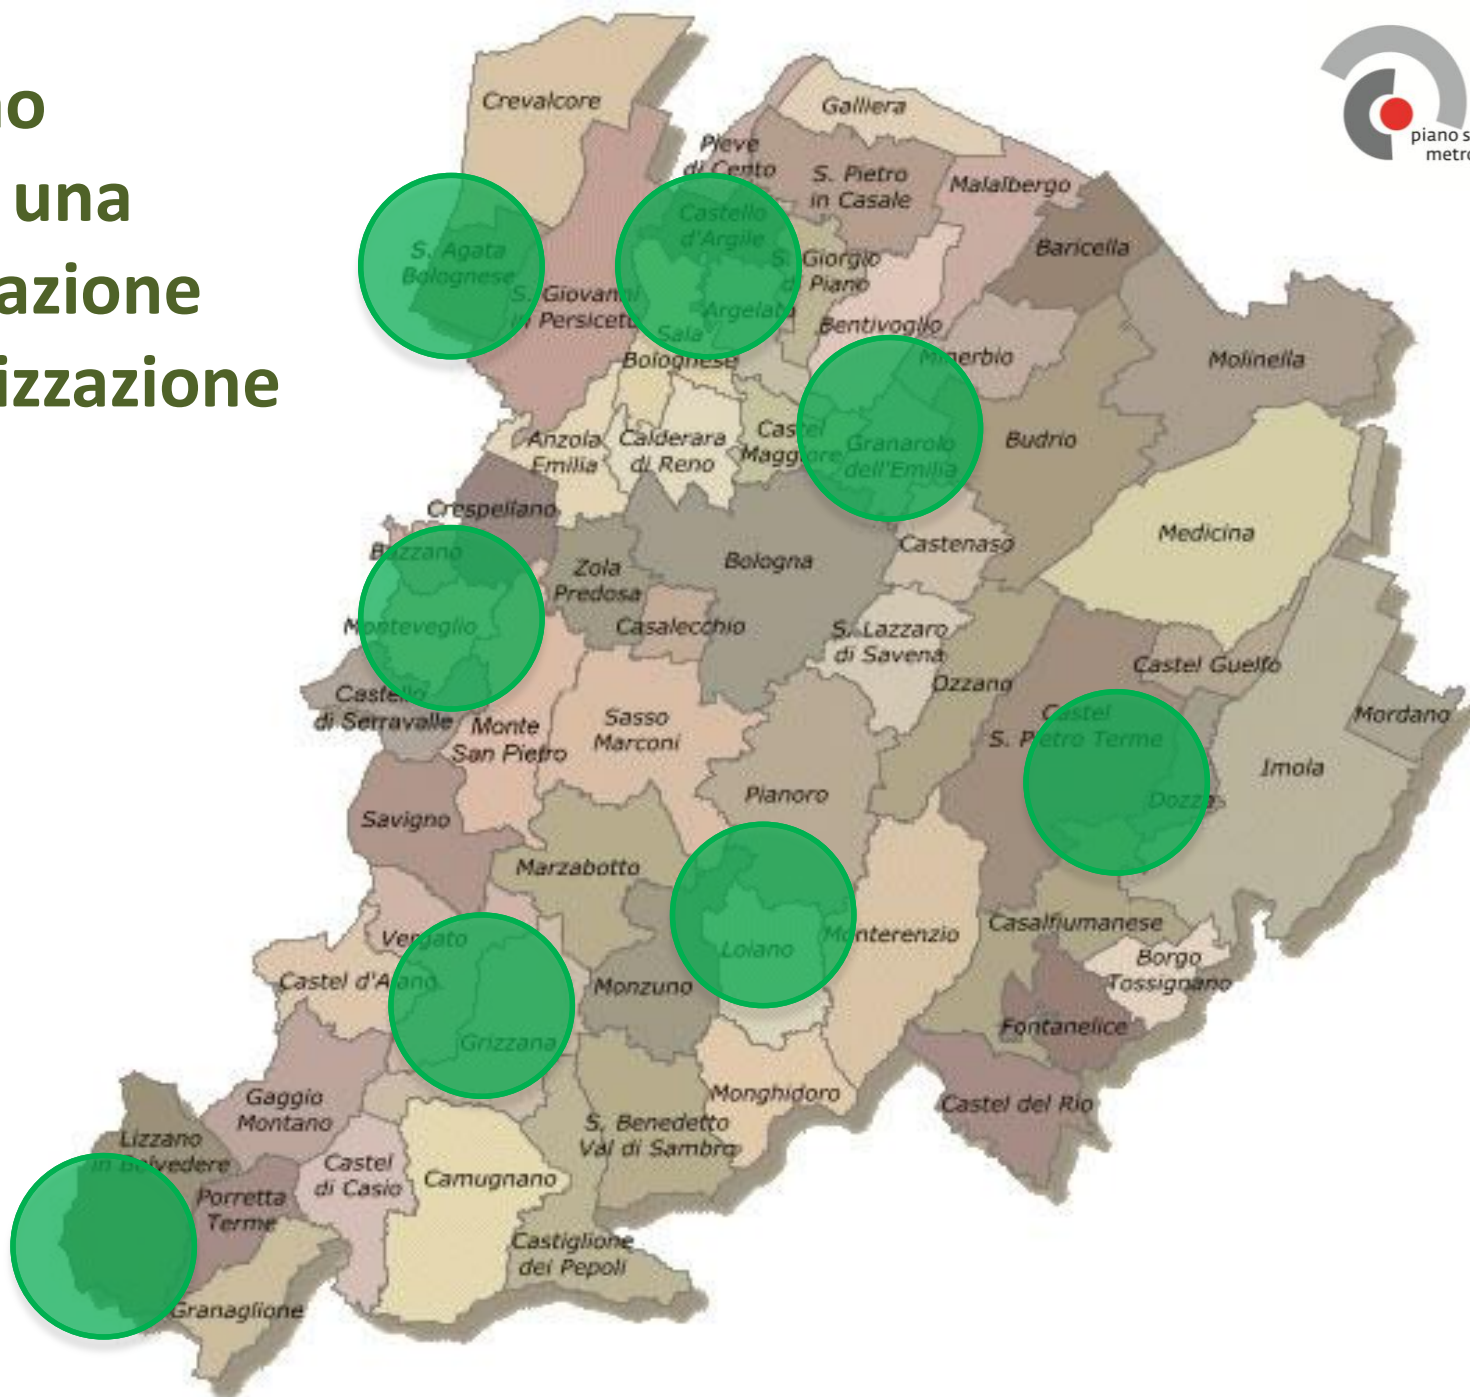 no
una
azione
izzazione
piano s
metro
Crevalcore
Galliera
Pieve
di Cento
S. Pietro
in Casale
Malalbergo
Baricella
S. Agata
Bolognese
Castello
d'Argile
S. Giorgio
di Piano
S. Giovanni
in Persiceto
Argelato
Sala
Bolognese
Bentivoglio
Minerbio
Molinella
Anzola
Emilia
Calderara
di Reno
Castel
Maggiore
Granarolo
dell'Emilia
Budrio
Crespellano
Bazzano
Zola
Predosa
Bologna
Castenaso
Medicina
Monteveglio
Casalecchio
S. Lazzaro
di Savena
Castel Guelfo
Ozzano
Castello
di Serravalle
Monte
San Pietro
Sasso
Marconi
Castel
S. Pietro Terme
Mordano
Imola
Pianoro
Dozza
Savigno
Marzabotto
Vergato
Loiano
Monterenzio
Casalfiumanese
Borgo
Tossignano
Castel d'Aiano
Monzuno
Fontanelice
Grizzana
Gaggio
Montano
Monghidoro
Castel del Rio
Lizzano
in Belvedere
S. Benedetto
Val di Sambro
Castel
di Casio
Camugnano
Porretta
Terme
Castiglione
dei Pepoli
Granaglione